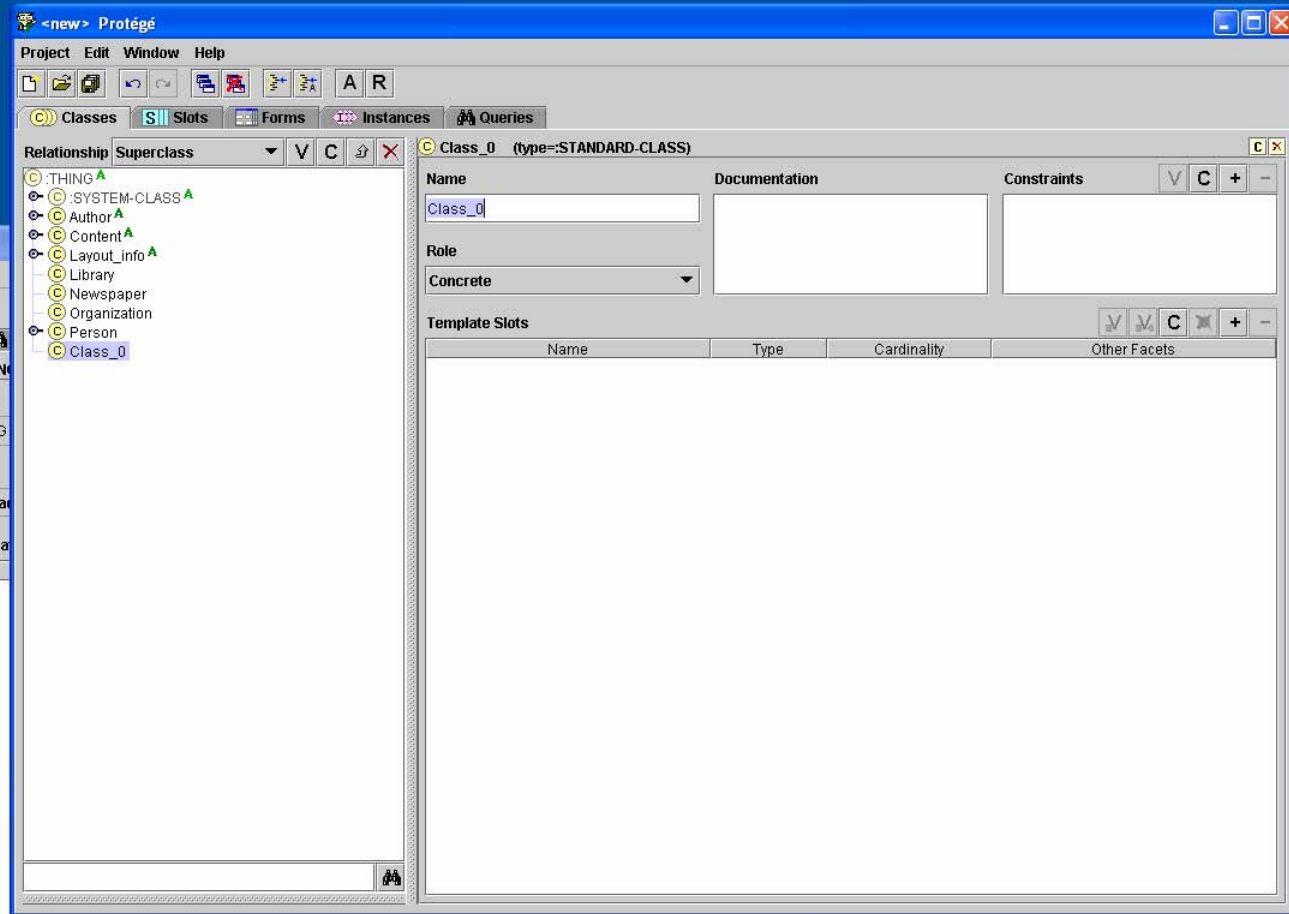 <new> Protégé
Project Edit Window Help
A R
Classes Slots Forms Instances Queries
Relationship Superclass V C
:THING A
:SYSTEM-CLASS A
Author A
Content A
Layout_info A
Library
Newspaper
Organization
Person
Class_0
Class_0 (type=:STANDARD-CLASS)
Name Documentation Constraints V C + -
Class_0
Role
Concrete
Template Slots V V C + -
Name Type Cardinality Other Facets